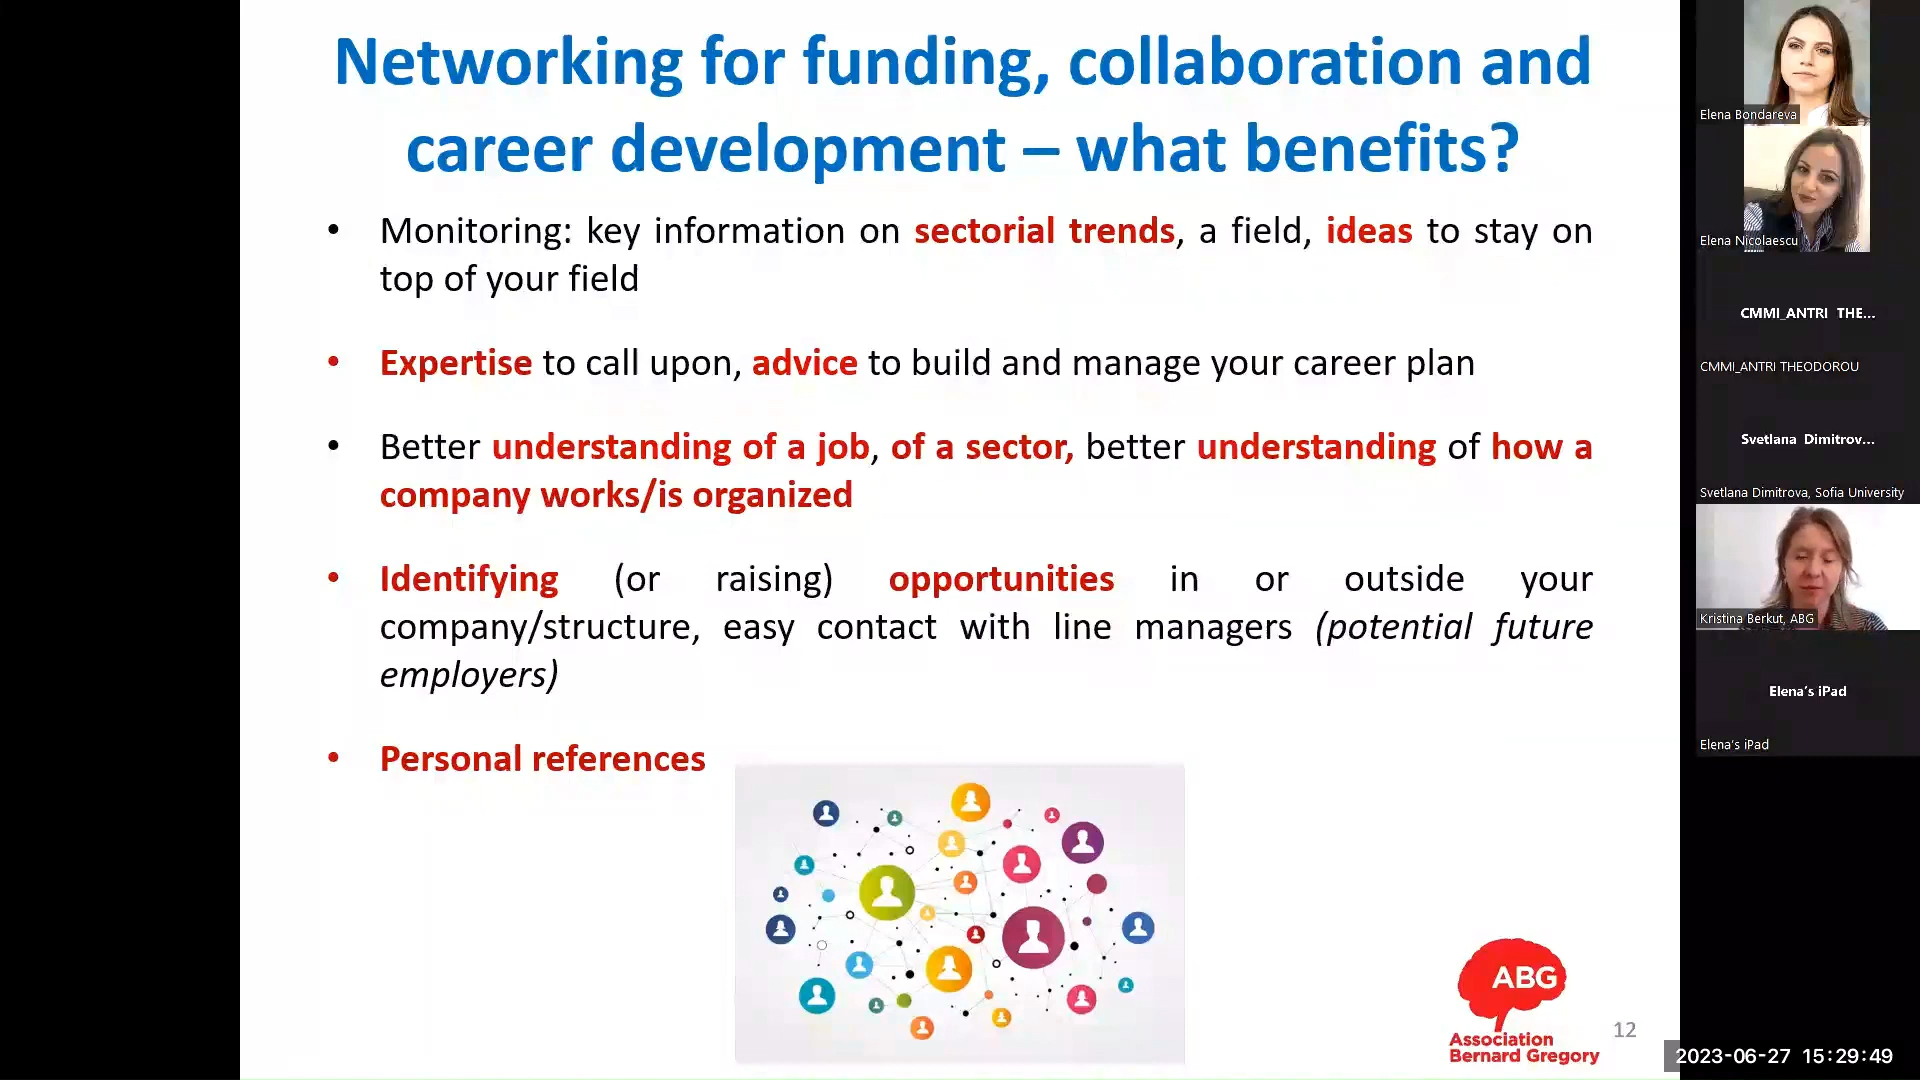 Networking for funding, collaboration and
career development – what benefits?
• Monitoring: key information on sectorial trends, a field, ideas to stay on
top of your field
• Expertise to call upon, advice to build and manage your career plan
• Better understanding of a job, of a sector, better understanding of how a
company works/is organized
• Identifying (or raising) opportunities in or outside your
company/structure, easy contact with line managers (potential future
employers)
• Personal references
ABG
Association
Bernard Gregory
12
Elena Bondareva
Elena Nicolaescu
CMMI_ANTRI THE...
CMMI_ANTRI THEODOROU
Svetlana Dimitrov...
Svetlana Dimitrova, Sofia University
Kristina Berkut, ABG
Elena's iPad
Elena's iPad
2023-06-27 15:29:49